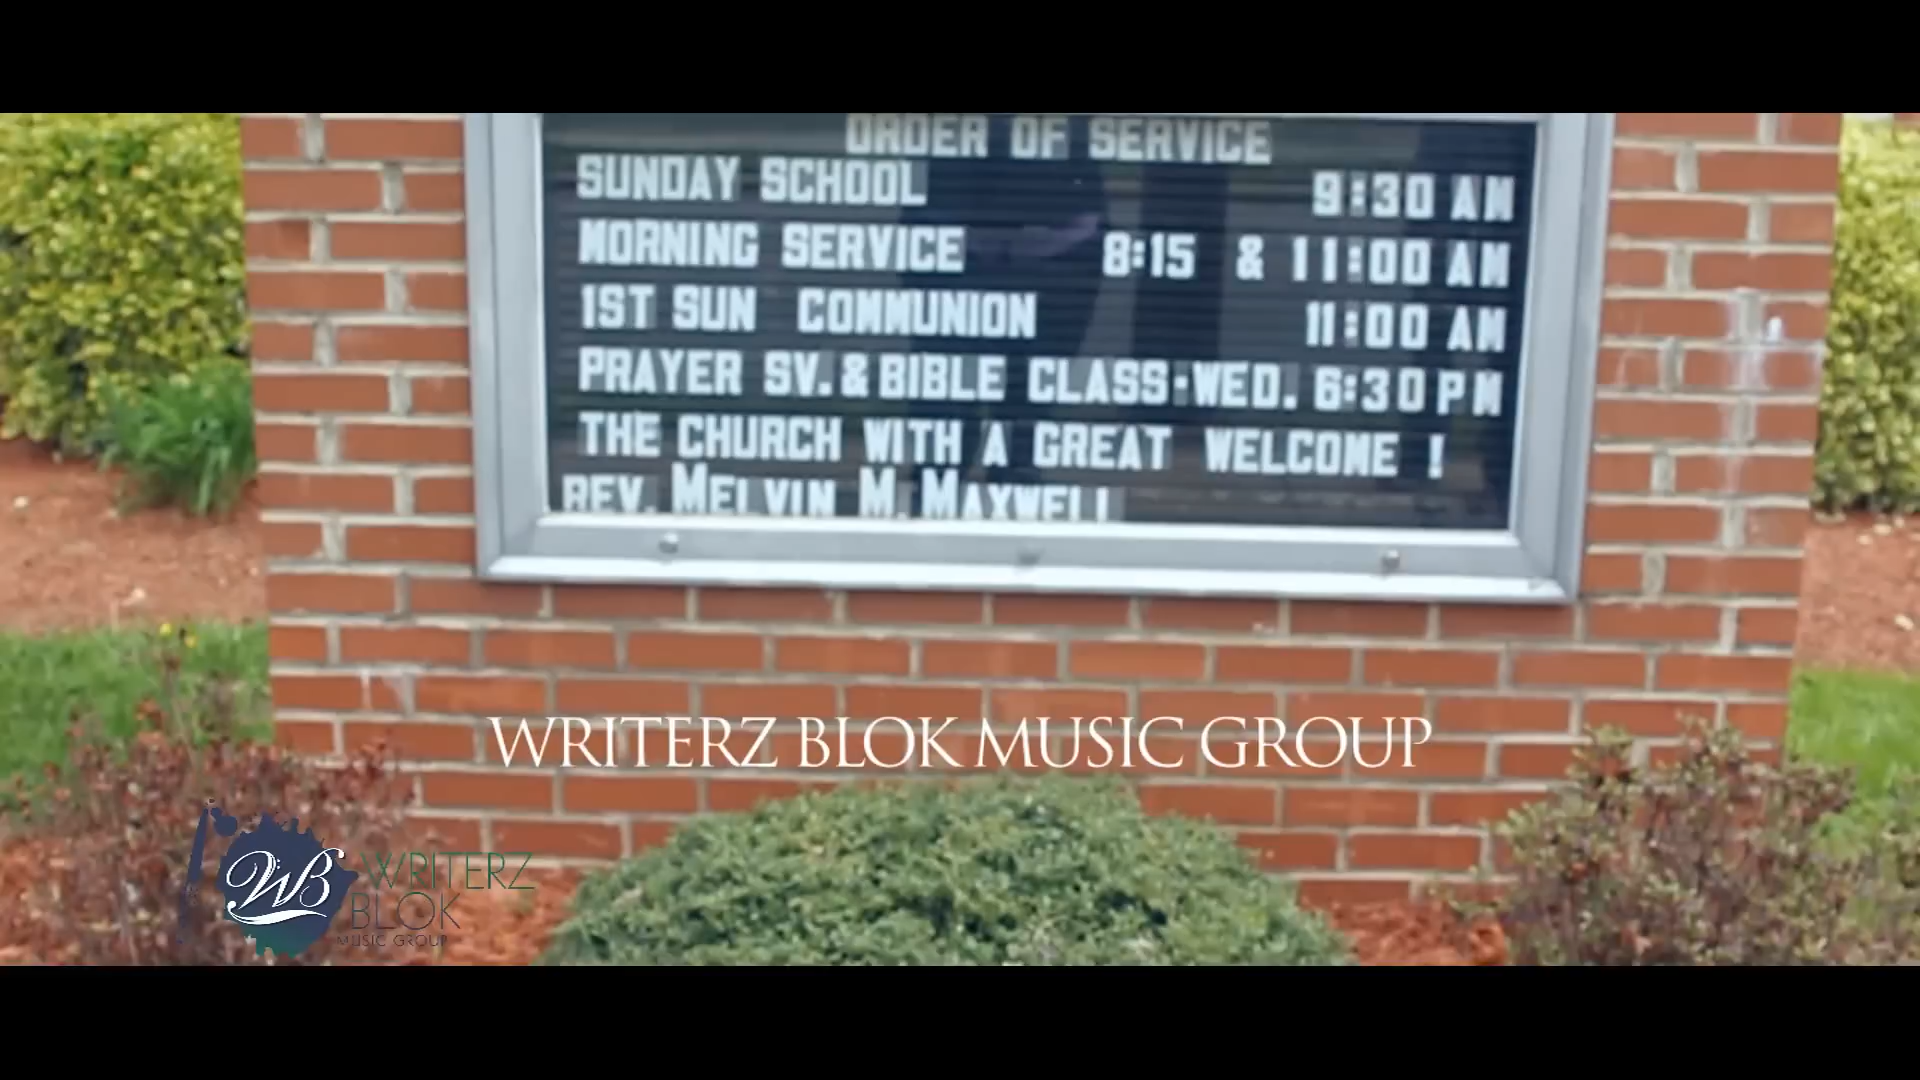 ORDER OF SERVICE
SUNDAY SCHOOL 9:30 AM
MORNING SERVICE 8:15 & 11:00 AM
1ST SUN COMMUNION 11:00 AM
PRAYER SV. & BIBLE CLASS·WED. 6:30 PM
THE CHURCH WITH A GREAT WELCOME !
REV. MELVIN M. MAXWELL
WRITERZ BLOK MUSIC GROUP
WB WRITERZ
BLOK
MUSIC GROUP